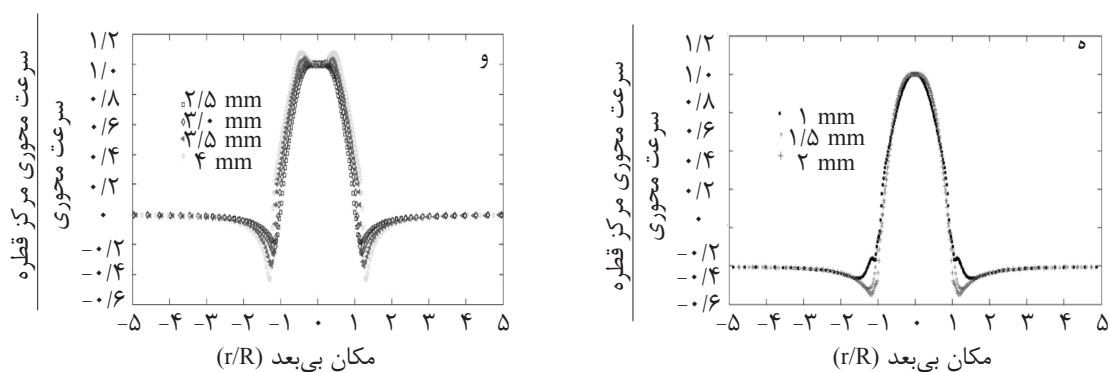 ه
سرعت محوری مرکز قطره
سرعت محوری
۱/۲
۱/۰
۰/۸
۰/۶
۰/۴
۰/۲
۰
−۰/۲
−۰/۴
−۰/۶
۱ mm
۱/۵ mm
۲ mm
−۵ −۴ −۳ −۲ −۱ ۰ ۱ ۲ ۳ ۴ ۵
مکان بی‌بعد (r/R)
و
سرعت محوری مرکز قطره
سرعت محوری
۱/۲
۱/۰
۰/۸
۰/۶
۰/۴
۰/۲
۰
−۰/۲
−۰/۴
−۰/۶
۲/۵ mm
۳/۰ mm
۳/۵ mm
۴ mm
−۵ −۴ −۳ −۲ −۱ ۰ ۱ ۲ ۳ ۴ ۵
مکان بی‌بعد (r/R)